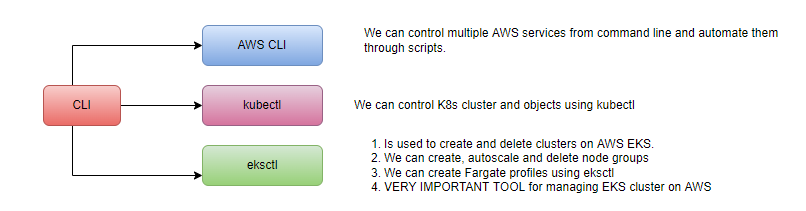 We can control multiple AWS services from command line and automate them
through scripts.
AWS CLI
CLI
kubectl
We can control K8s cluster and objects using kubectl
eksctl
1. Is used to create and delete clusters on AWS EKS.
2. We can create, autoscale and delete node groups
3. We can create Fargate profiles using eksctl
4. VERY IMPORTANT TOOL for managing EKS cluster on AWS